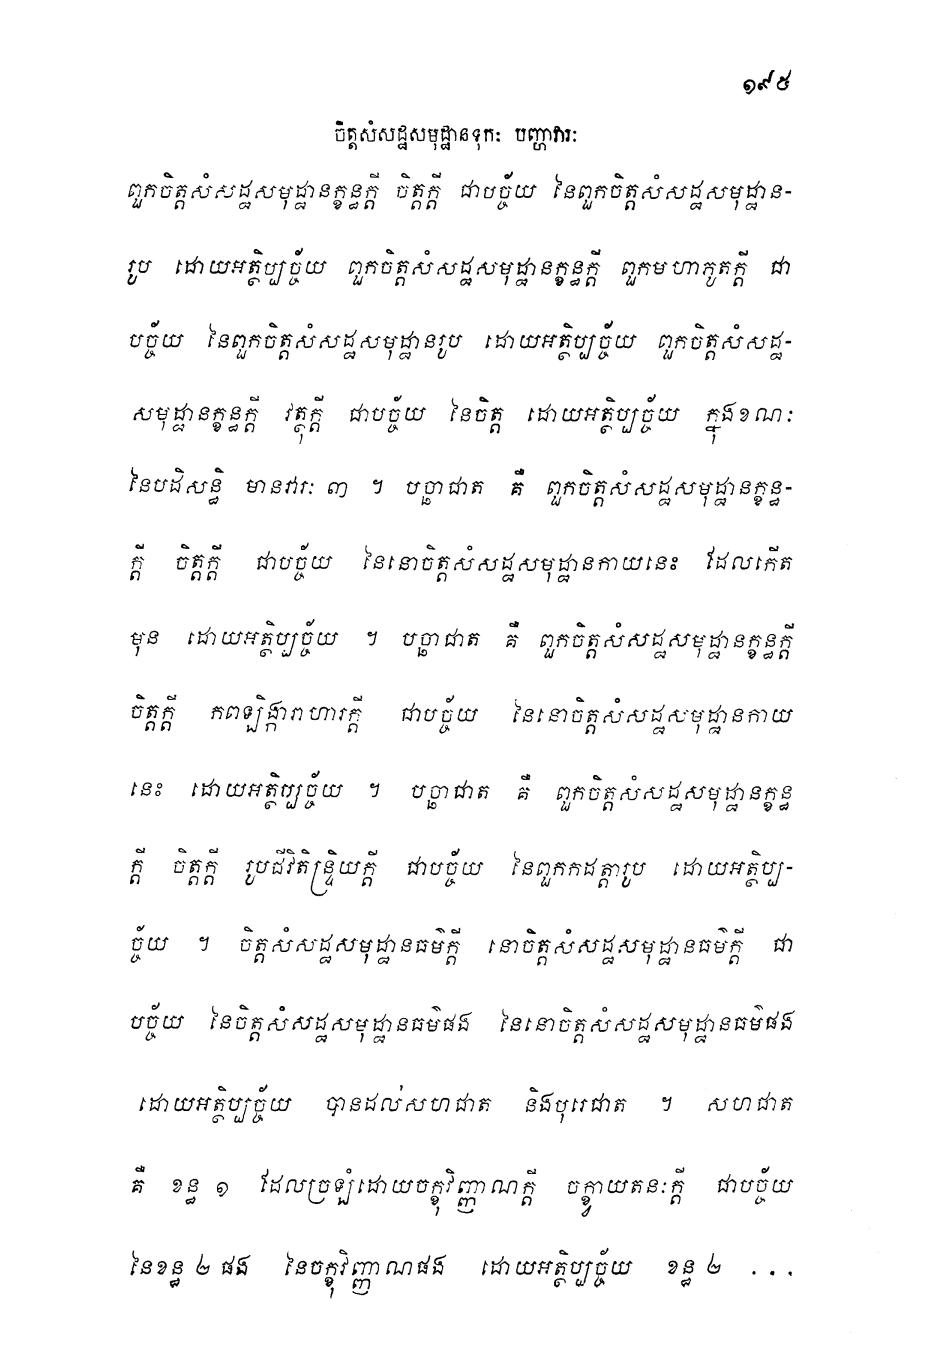 ១៩៥
ចិត្តសំសដ្ឋសមុដ្ឋានទុកៈ បញ្ហាវារៈ
ពួកចិត្តសំសដ្ឋសមុដ្ឋានក្ខន្ធក្តី ចិត្តក្តី ជាបច្ច័យ នៃពួកចិត្តសំសដ្ឋសមុដ្ឋាន-
រូប ដោយអត្ថិប្បច្ច័យ ពួកចិត្តសំសដ្ឋសមុដ្ឋានក្ខន្ធក្តី ពួកមហាភូតក្តី ជា
បច្ច័យ នៃពួកចិត្តសំសដ្ឋសមុដ្ឋានរូប ដោយអត្ថិប្បច្ច័យ ពួកចិត្តសំសដ្ឋ-
សមុដ្ឋានក្ខន្ធក្តី វត្ថុក្តី ជាបច្ច័យ នៃចិត្ត ដោយអត្ថិប្បច្ច័យ ក្នុងខណៈ
នៃបដិសន្ធិ មានវារៈ ៣ ។ បច្ឆាជាត គឺ ពួកចិត្តសំសដ្ឋសមុដ្ឋានក្ខន្ធ-
ក្តី ចិត្តក្តី ជាបច្ច័យ នៃនោចិត្តសំសដ្ឋសមុដ្ឋានកាយនេះ ដែលកើត
មុន ដោយអត្ថិប្បច្ច័យ ។ បច្ឆាជាត គឺ ពួកចិត្តសំសដ្ឋសមុដ្ឋានក្ខន្ធក្តី
ចិត្តក្តី កពឡិង្ការាហារក្តី ជាបច្ច័យ នៃនោចិត្តសំសដ្ឋសមុដ្ឋានកាយ
នេះ ដោយអត្ថិប្បច្ច័យ ។ បច្ឆាជាត គឺ ពួកចិត្តសំសដ្ឋសមុដ្ឋានក្ខន្ធ
ក្តី ចិត្តក្តី រូបជីវិតិន្ទ្រិយក្តី ជាបច្ច័យ នៃពួកកដត្តារូប ដោយអត្ថិប្ប-
ច្ច័យ ។ ចិត្តសំសដ្ឋសមុដ្ឋានធម៌ក្តី នោចិត្តសំសដ្ឋសមុដ្ឋានធម៌ក្តី ជា
បច្ច័យ នៃចិត្តសំសដ្ឋសមុដ្ឋានធម៌ផង នៃនោចិត្តសំសដ្ឋសមុដ្ឋានធម៌ផង
ដោយអត្ថិប្បច្ច័យ បានដល់សហជាត និងបុរេជាត ។ សហជាត
គឺ ខន្ធ ១ ដែលច្រឡំដោយចក្ខុវិញ្ញាណក្តី ចក្ខាយតនៈក្តី ជាបច្ច័យ
នៃខន្ធ ២ ផង នៃចក្ខុវិញ្ញាណផង ដោយអត្ថិប្បច្ច័យ ខន្ធ ២ ...